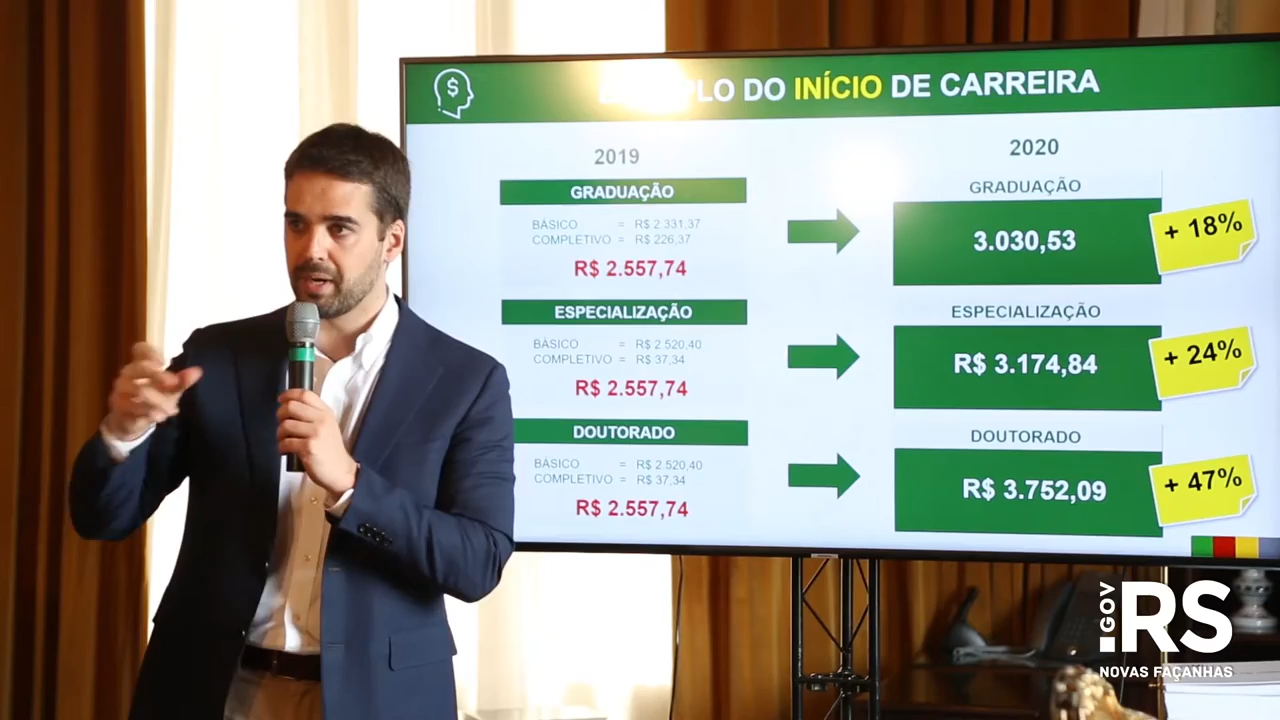 DO INÍCIO DE CARREIRA
2019
GRADUAÇÃO
BÁSICO = R$ 2.331,37
COMPLETIVO = R$ 226,37
R$ 2.557,74
ESPECIALIZAÇÃO
BÁSICO = R$ 2.520,40
COMPLETIVO = R$ 37,34
R$ 2.557,74
DOUTORADO
BÁSICO = R$ 2.520,40
COMPLETIVO = R$ 37,34
R$ 2.557,74
2020
GRADUAÇÃO
3.030,53
+ 18%
ESPECIALIZAÇÃO
R$ 3.174,84
+ 24%
DOUTORADO
R$ 3.752,09
+ 47%
$
.GOV
RS
NOVAS FAÇANHAS